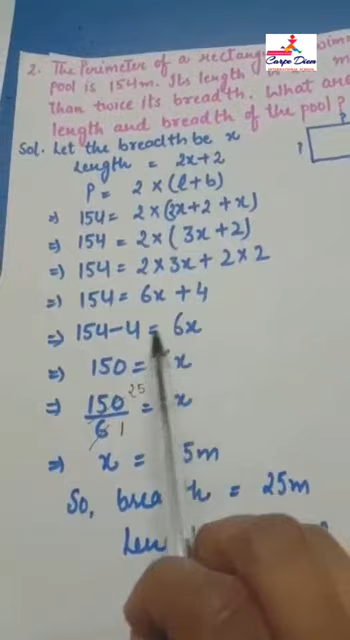 Carpe Diem
INTERNATIONAL SCHOOL
2. The Perimeter of a
pool is 154m. Its length m
than twice its breadth. What are
length and breadth of the pool?
Sol. Let the breadth be x
Length = 2x+2
P = 2 × (l+b)
?
⇒ 154 = 2×(2x+2+x)
⇒ 154 = 2×(3x+2)
⇒ 154 = 2×3x + 2×2
⇒ 154 = 6x + 4
⇒ 154-4 = 6x
⇒ 150 = x
⇒ 150 25 = x
6 1
⇒ x = 5m
So, = 25m